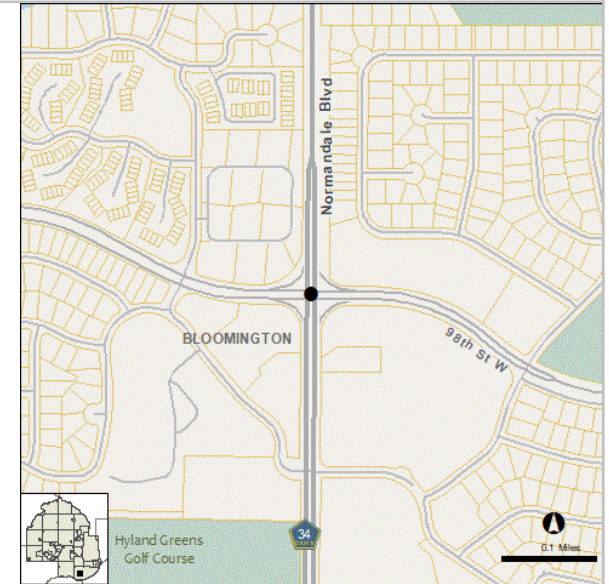 Normandale Blvd
BLOOMINGTON
98th St W
34
Hyland Greens
Golf Course
0.1 Miles